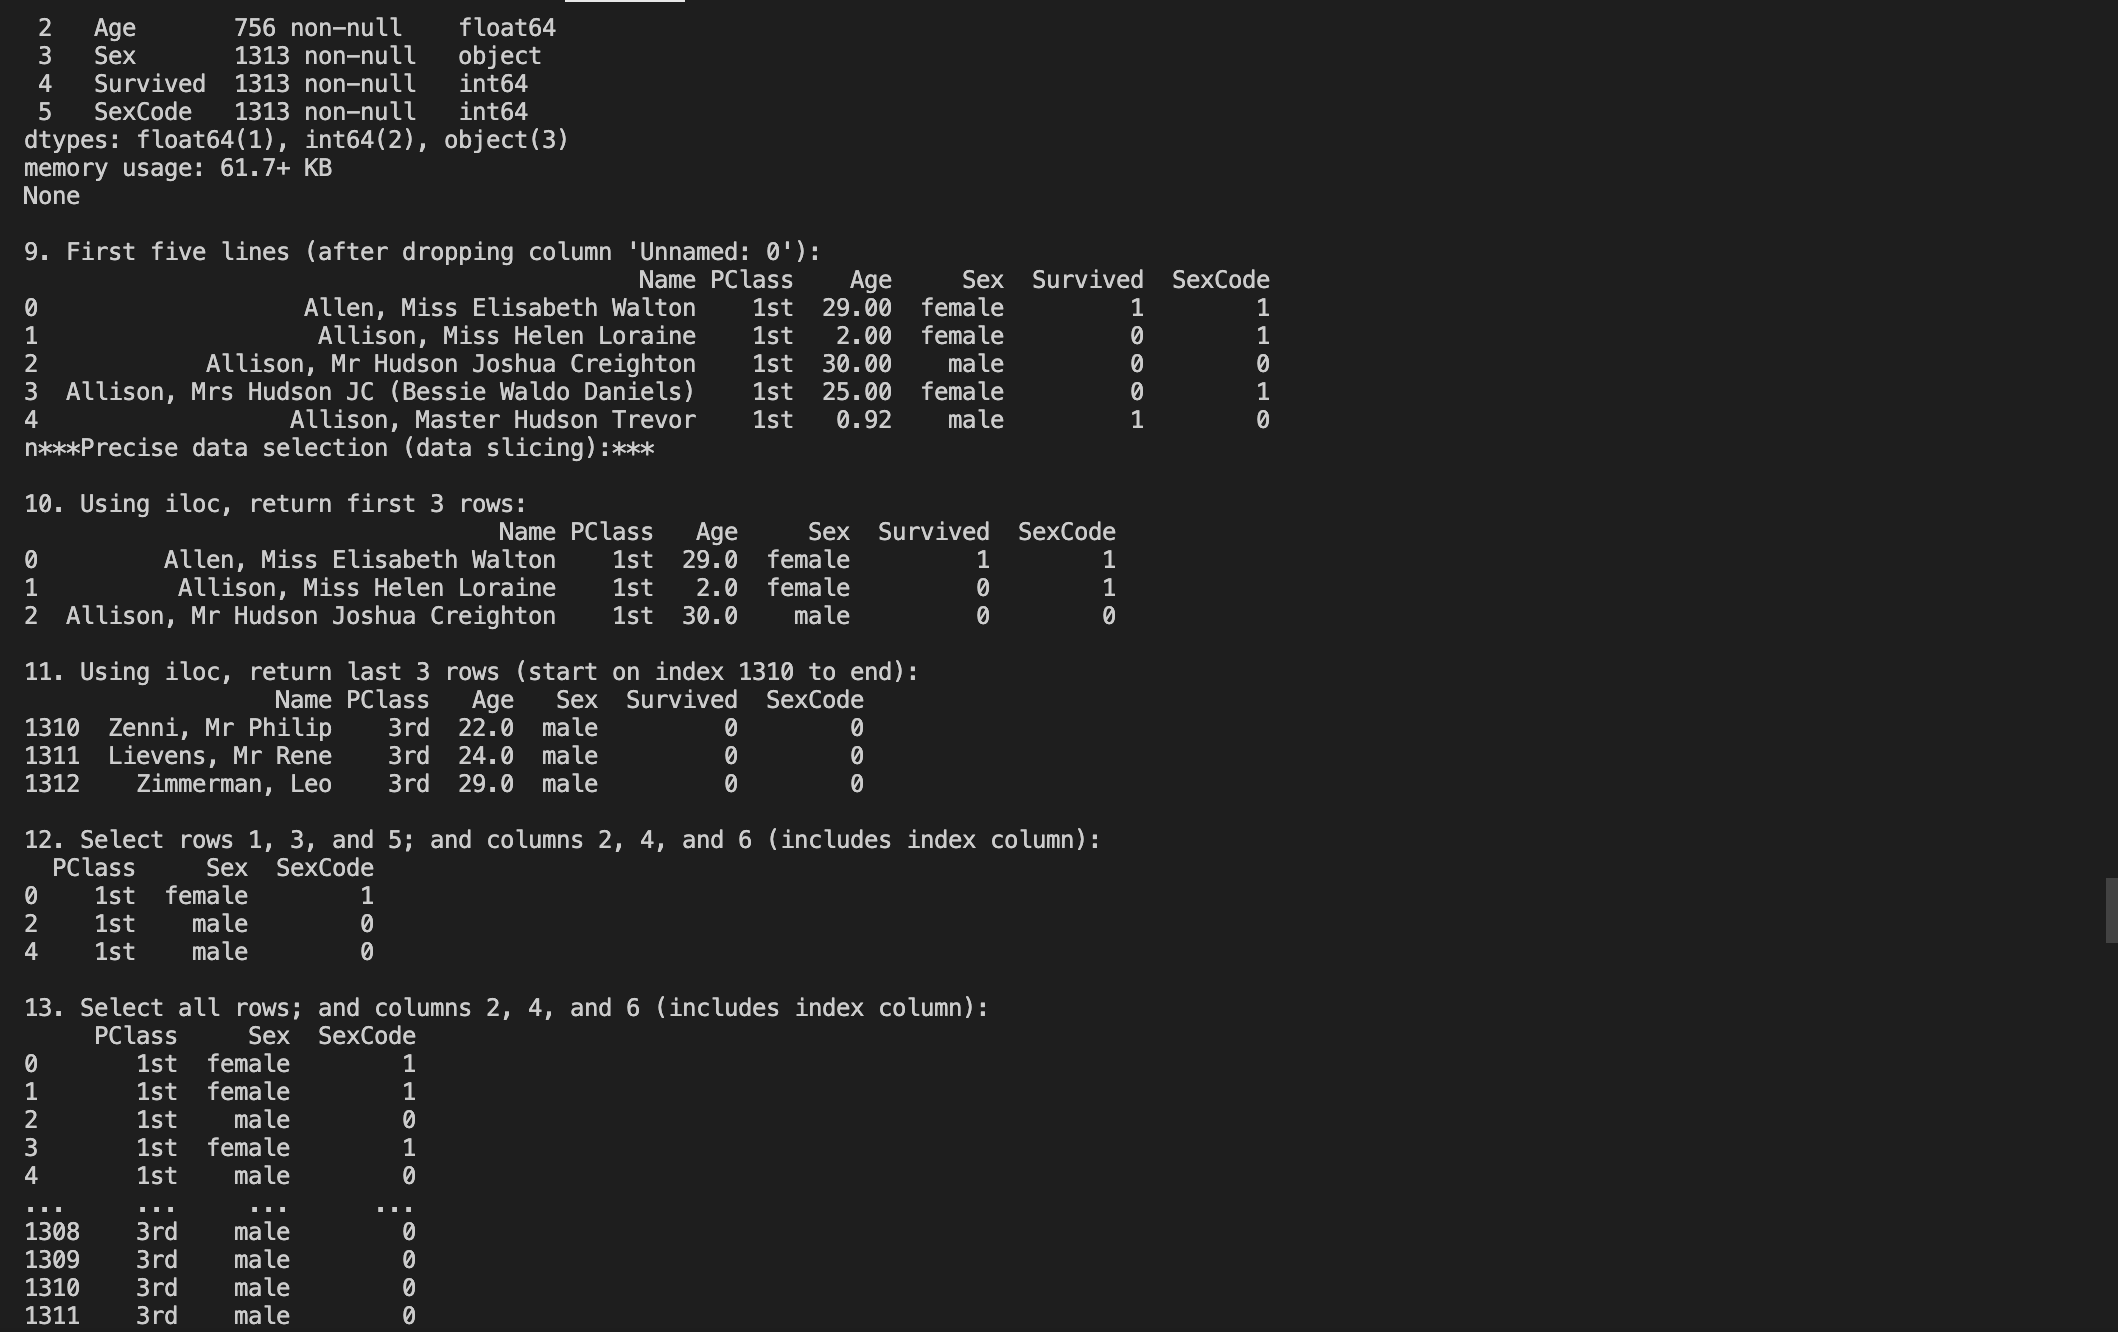 2   Age       756 non-null    float64
3   Sex       1313 non-null   object
4   Survived  1313 non-null   int64
5   SexCode   1313 non-null   int64
dtypes: float64(1), int64(2), object(3)
memory usage: 61.7+ KB
None

9. First five lines (after dropping column 'Unnamed: 0'):
                                            Name PClass    Age     Sex  Survived  SexCode
0                    Allen, Miss Elisabeth Walton    1st  29.00  female         1        1
1                     Allison, Miss Helen Loraine    1st   2.00  female         0        1
2             Allison, Mr Hudson Joshua Creighton    1st  30.00    male         0        0
3   Allison, Mrs Hudson JC (Bessie Waldo Daniels)    1st  25.00  female         0        1
4                   Allison, Master Hudson Trevor    1st   0.92    male         1        0
n***Precise data selection (data slicing):***

10. Using iloc, return first 3 rows:
                                  Name PClass   Age     Sex  Survived  SexCode
0         Allen, Miss Elisabeth Walton    1st  29.0  female         1        1
1          Allison, Miss Helen Loraine    1st   2.0  female         0        1
2  Allison, Mr Hudson Joshua Creighton    1st  30.0    male         0        0

11. Using iloc, return last 3 rows (start on index 1310 to end):
                  Name PClass   Age   Sex  Survived  SexCode
1310  Zenni, Mr Philip    3rd  22.0  male         0        0
1311  Lievens, Mr Rene    3rd  24.0  male         0        0
1312    Zimmerman, Leo    3rd  29.0  male         0        0

12. Select rows 1, 3, and 5; and columns 2, 4, and 6 (includes index column):
  PClass     Sex  SexCode
0    1st  female        1
2    1st    male        0
4    1st    male        0

13. Select all rows; and columns 2, 4, and 6 (includes index column):
     PClass     Sex  SexCode
0       1st  female        1
1       1st  female        1
2       1st    male        0
3       1st  female        1
4       1st    male        0
...     ...     ...      ...
1308    3rd    male        0
1309    3rd    male        0
1310    3rd    male        0
1311    3rd    male        0